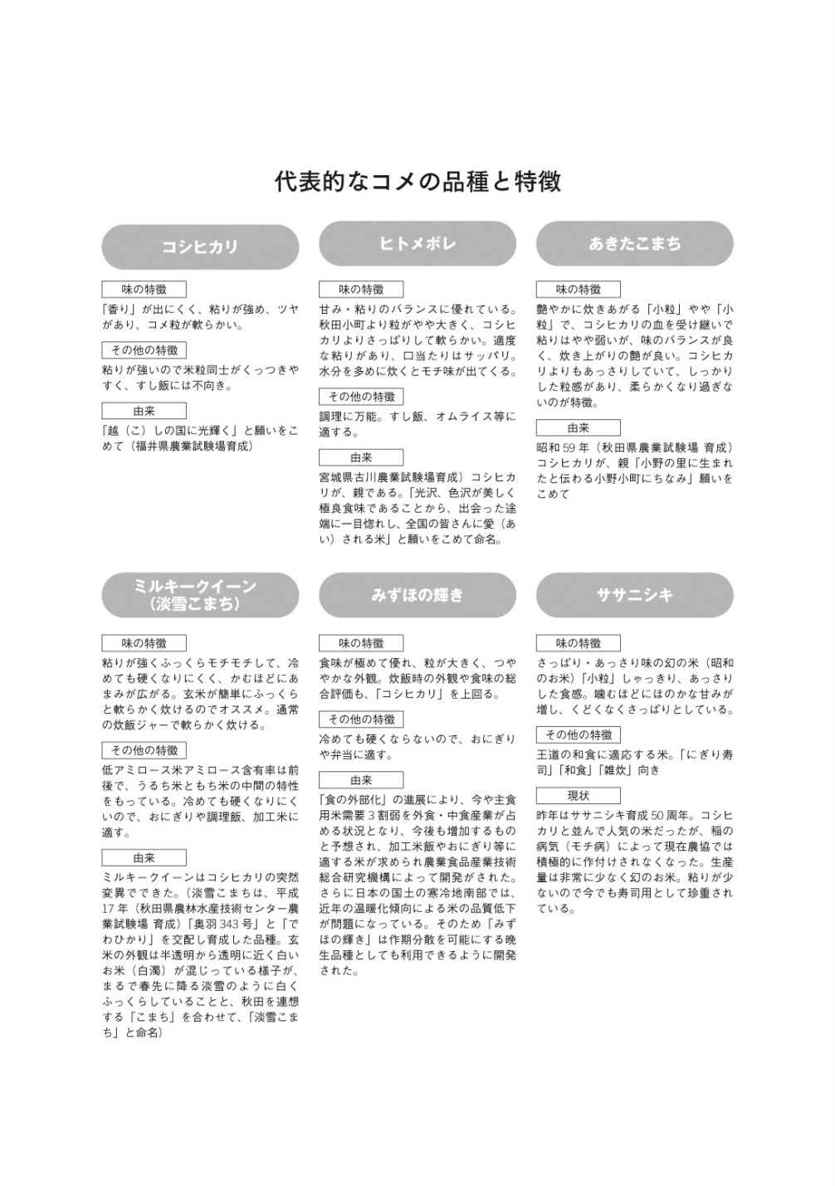 代表的なコメの品種と特徴
コシヒカリ
味の特徴
「香り」が出にくく、粘りが強め、ツヤ
があり、コメ粒が軟らかい。
その他の特徴
粘りが強いので米粒同士がくっつきや
すく、すし飯には不向き。
由来
「越（こ）しの国に光輝く」と願いをこ
めて（福井県農業試験場育成）
ヒトメボレ
味の特徴
甘み・粘りのバランスに優れている。
秋田小町より粒がやや大きく、コシヒ
カリよりさっぱりして軟らかい。適度
な粘りがあり、口当たりはサッパリ。
水分を多めに炊くとモチ味が出てくる。
その他の特徴
調理に万能。すし飯、オムライス等に
適する。
由来
宮城県古川農業試験場育成）コシヒカ
リが、親である。「光沢、色沢が美しく
極良食味であることから、出会った途
端に一目惚れし、全国の皆さんに愛（あ
い）される米」と願いをこめて命名。
あきたこまち
味の特徴
艶やかに炊きあがる「小粒」やや「小
粒」で、コシヒカリの血を受け継いで
粘りはやや弱いが、味のバランスが良
く、炊き上がりの艶が良い。コシヒカ
リよりもあっさりしていて、しっかり
した粒感があり、柔らかくなり過ぎな
いのが特徴。
由来
昭和 59 年（秋田県農業試験場 育成）
コシヒカリが、親「小野の里に生まれ
たと伝わる小野小町にちなみ」願いを
こめて
ミルキークイーン
（淡雪こまち）
味の特徴
粘りが強くふっくらモチモチして、冷
めても硬くなりにくく、かむほどにあ
まみが広がる。玄米が簡単にふっくら
と軟らかく炊けるのでオススメ。通常
の炊飯ジャーで軟らかく炊ける。
その他の特徴
低アミロース米アミロース含有率は前
後で、うるち米ともち米の中間の特性
をもっている。冷めても硬くなりにく
いので、おにぎりや調理飯、加工米に
適す。
由来
ミルキークイーンはコシヒカリの突然
変異でできた。（淡雪こまちは、平成
17 年（秋田県農林水産技術センター農
業試験場 育成）「奥羽 343 号」と「で
わひかり」を交配し育成した品種。玄
米の外観は半透明から透明に近く白い
お米（白濁）が混じっている様子が、
まるで春先に降る淡雪のように白く
ふっくらしていることと、秋田を連想
する「こまち」を合わせて、「淡雪こま
ち」と命名）
みずほの輝き
味の特徴
食味が極めて優れ、粒が大きく、つや
やかな外観。炊飯時の外観や食味の総
合評価も、「コシヒカリ」を上回る。
その他の特徴
冷めても硬くならないので、おにぎり
や弁当に適す。
由来
「食の外部化」の進展により、今や主食
用米需要 3 割弱を外食・中食産業が占
める状況となり、今後も増加するもの
と予想され、加工米飯やおにぎり等に
適する米が求められ農業食品産業技術
総合研究機構によって開発がされた。
さらに日本の国土の寒冷地南部では、
近年の温暖化傾向による米の品質低下
が問題になっている。そのため「みず
ほの輝き」は作期分散を可能にする晩
生品種としても利用できるように開発
された。
ササニシキ
味の特徴
さっぱり・あっさり味の幻の米（昭和
のお米）「小粒」しゃっきり、あっさり
した食感。噛むほどにほのかな甘みが
増し、くどくなくさっぱりとしている。
その他の特徴
王道の和食に適応する米。「にぎり寿
司」「和食」「雑炊」向き
現状
昨年はササニシキ育成 50 周年。コシヒ
カリと並んで人気の米だったが、稲の
病気（モチ病）によって現在農協では
積極的に作付けされなくなった。生産
量は非常に少なく幻のお米。粘りが少
ないので今でも寿司用として珍重され
ている。